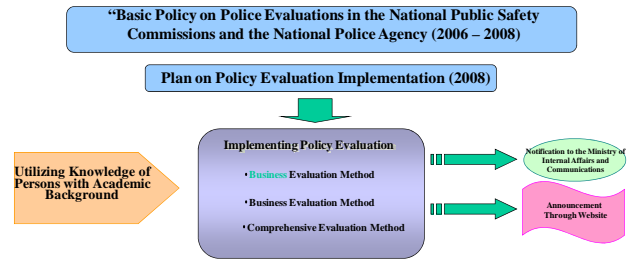 “Basic Policy on Police Evaluations in the National Public Safety
Commissions and the National Police Agency (2006 – 2008)
Plan on Policy Evaluation Implementation (2008)
Implementing Policy Evaluation
・Business Evaluation Method
・Business Evaluation Method
・Comprehensive Evaluation Method
Utilizing Knowledge of
Persons with Academic
Background
Notification to the Ministry of
Internal Affairs and
Communications
Announcement
Through Website